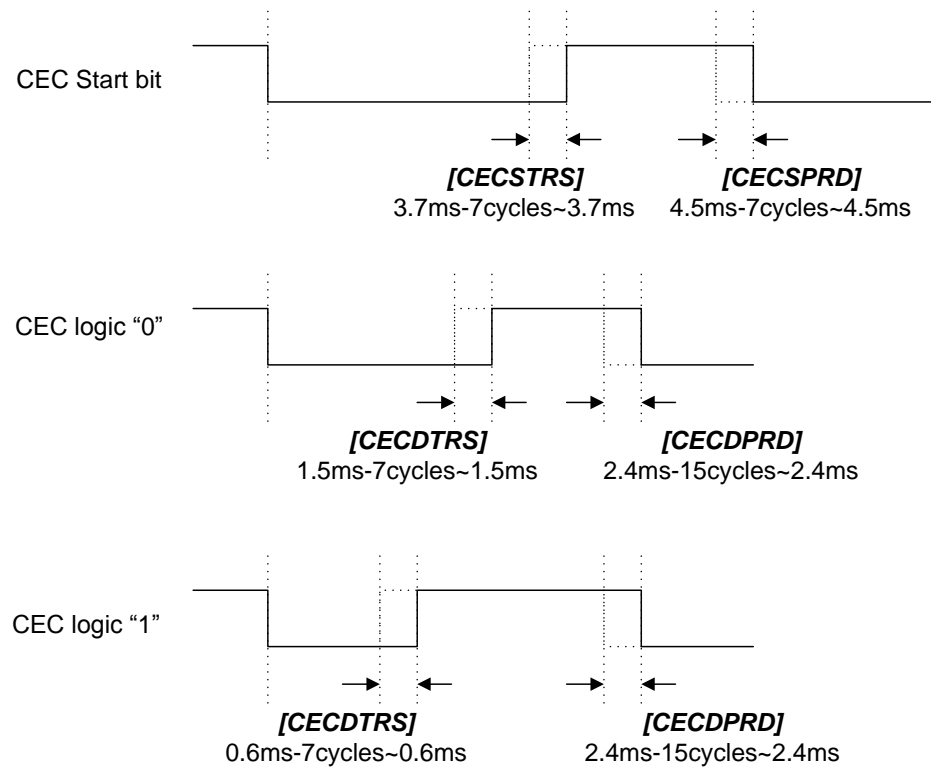 CEC Start bit
[CECSTRS]
3.7ms-7cycles~3.7ms
[CECSPRD]
4.5ms-7cycles~4.5ms
CEC logic “0”
[CECDTRS]
1.5ms-7cycles~1.5ms
[CECDPRD]
2.4ms-15cycles~2.4ms
CEC logic “1”
[CECDTRS]
0.6ms-7cycles~0.6ms
[CECDPRD]
2.4ms-15cycles~2.4ms